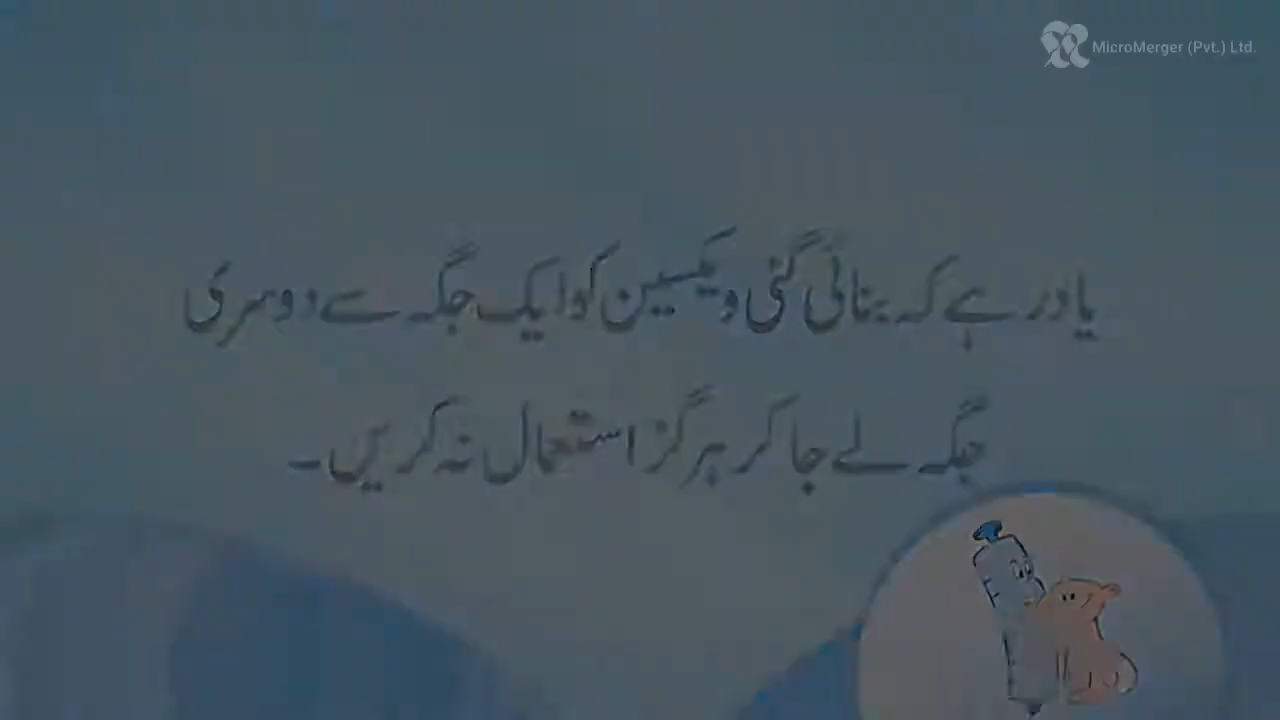 MicroMerger (Pvt.) Ltd.
یاد رہے کہ بنائی گئی ویکسین کو ایک جگہ سے دوسری
جگہ لے جا کر ہرگز استعمال نہ کریں۔